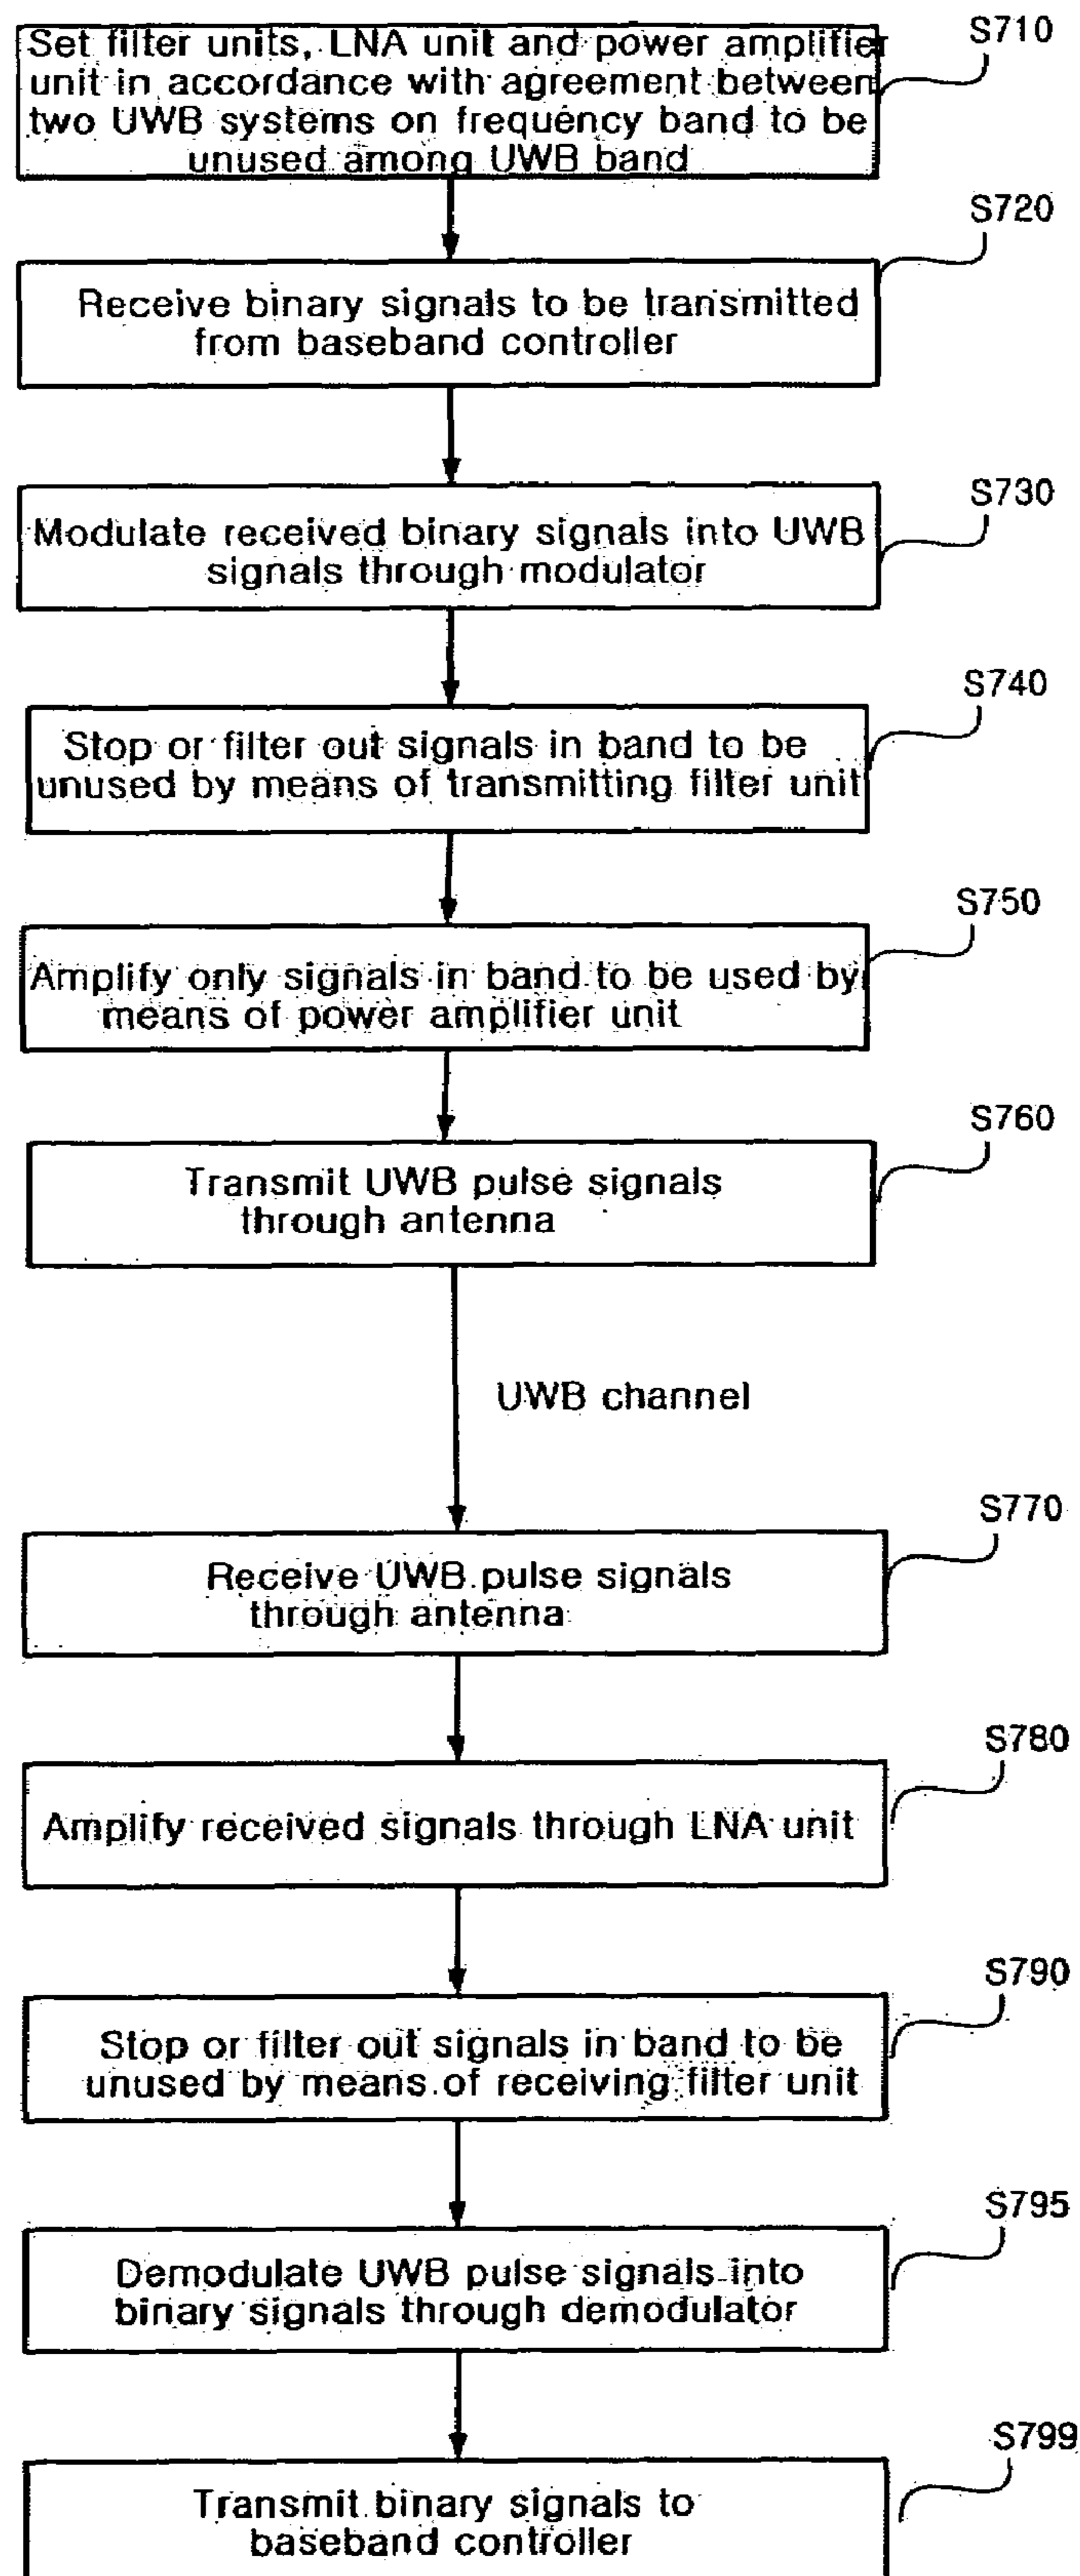 S710
Set filter units, LNA unit and power amplifier
unit in accordance with agreement between
two UWB systems on frequency band to be
unused among UWB band
S720
Receive binary signals to be transmitted
from baseband controller
S730
Modulate received binary signals into UWB
signals through modulator
S740
Stop or filter out signals in band to be
unused by means of transmitting filter unit
S750
Amplify only signals in band to be used by
means of power amplifier unit
S760
Transmit UWB pulse signals
through antenna
UWB channel
S770
Receive UWB pulse signals
through antenna
S780
Amplify received signals through LNA unit
S790
Stop or filter out signals in band to be
unused by means of receiving filter unit
S795
Demodulate UWB pulse signals into
binary signals through demodulator
S799
Transmit binary signals to
baseband controller